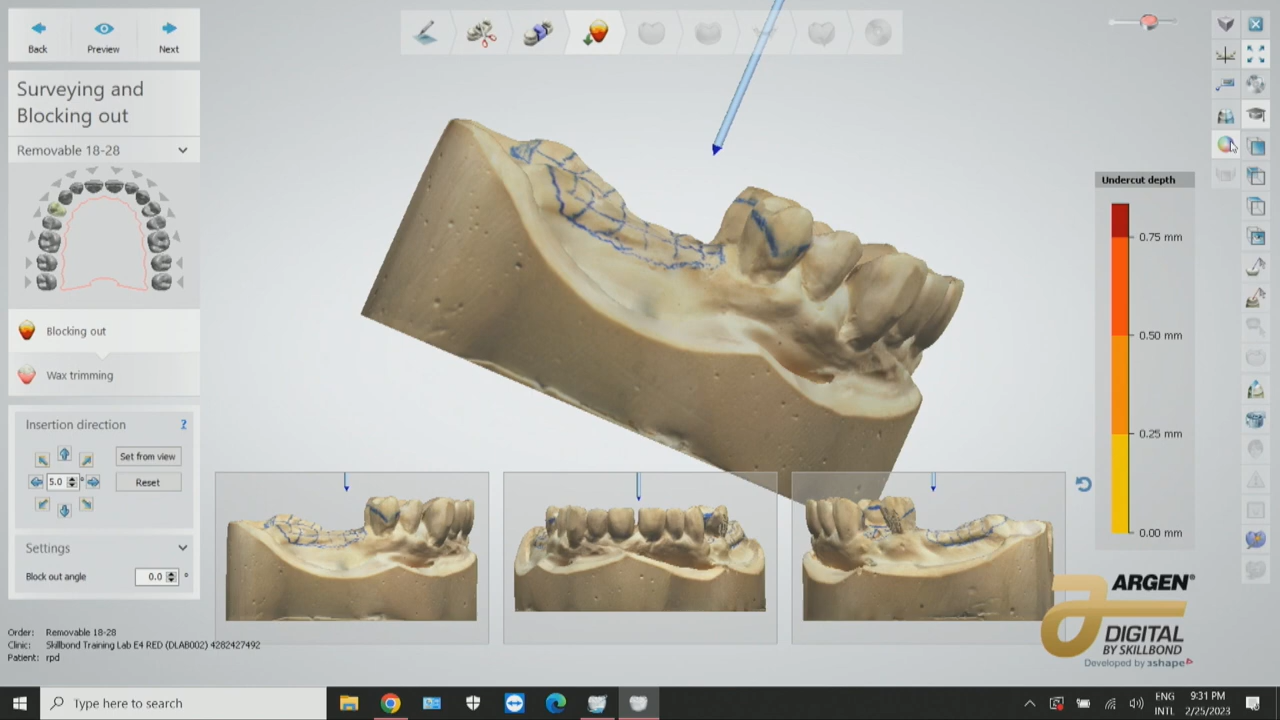 Back
Preview
Next
Surveying and
Blocking out
Removable 18-28
Blocking out
Wax trimming
Insertion direction
?
Set from view
5.0 °
Reset
Settings
Block out angle
0.0 °
Order: Removable 18-28
Clinic: Skillbond Training Lab E4 RED (DLAB002) 4282427492
Patient: rpd
Undercut depth
0.75 mm
0.50 mm
0.25 mm
0.00 mm
ARGEN®
DIGITAL
BY SKILLBOND
Developed by 3shape
Type here to search
ENG
INTL
9:31 PM
2/25/2023